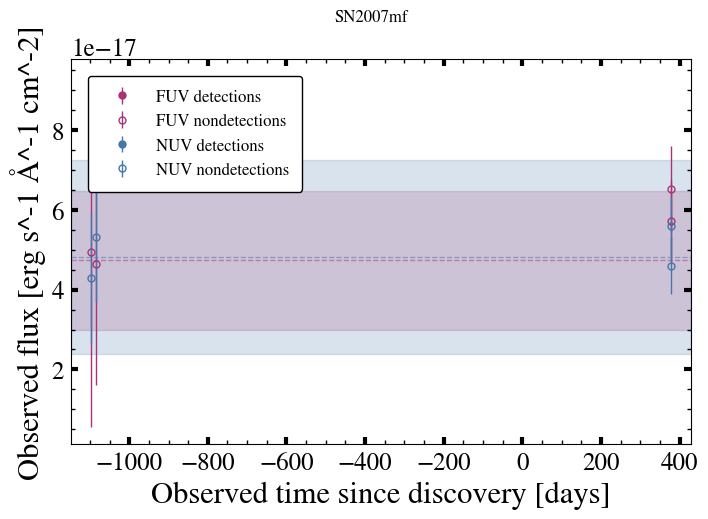 SN2007mf
1e−17
FUV detections
FUV nondetections
NUV detections
NUV nondetections
8
6
4
2
−1000
−800
−600
−400
−200
0
200
400
Observed flux [erg s^-1 Å^-1 cm^-2]
Observed time since discovery [days]